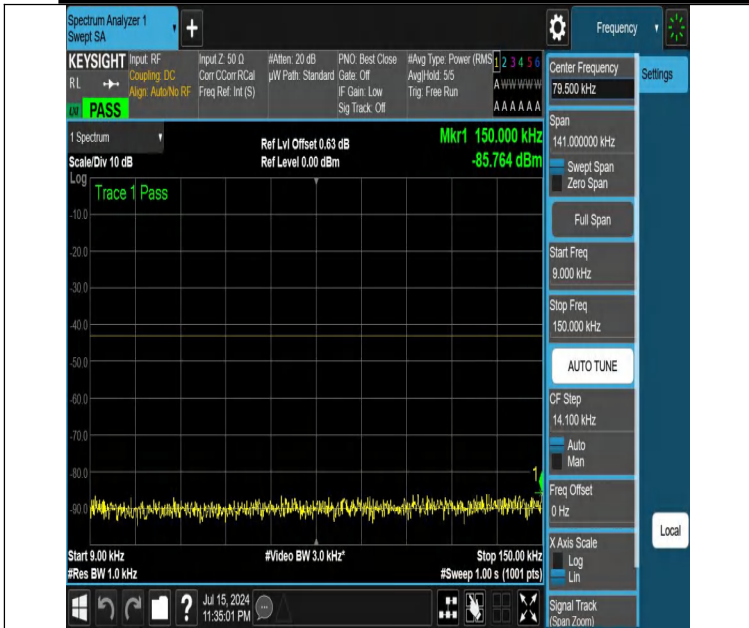 Spectrum Analyzer 1
Swept SA
Frequency
KEYSIGHT
RL
LXI
PASS
Input: RF
Coupling: DC
Align: Auto/No RF
Input Z: 50 Ω
Corr CCorr RCal
Freq Ref: Int (S)
#Atten: 20 dB
µW Path: Standard
PNO: Best Close
Gate: Off
IF Gain: Low
Sig Track: Off
#Avg Type: Power (RMS
Avg|Hold: 5/5
Trig: Free Run
1 2 3 4 5 6
A W W W W W
A A A A A A
1 Spectrum
Scale/Div 10 dB
Ref Lvl Offset 0.63 dB
Ref Level 0.00 dBm
Mkr1 150.000 kHz
-85.764 dBm
Log
Trace 1 Pass
-10.0
-20.0
-30.0
-40.0
-50.0
-60.0
-70.0
-80.0
-90.0
1
Start 9.00 kHz
#Res BW 1.0 kHz
#Video BW 3.0 kHz*
Stop 150.00 kHz
#Sweep 1.00 s (1001 pts)
Jul 15, 2024
11:35:01 PM
Center Frequency
79.500 kHz
Settings
Span
141.000000 kHz
Swept Span
Zero Span
Full Span
Start Freq
9.000 kHz
Stop Freq
150.000 kHz
AUTO TUNE
CF Step
14.100 kHz
Auto
Man
Freq Offset
0 Hz
Local
X Axis Scale
Log
Lin
Signal Track
(Span Zoom)